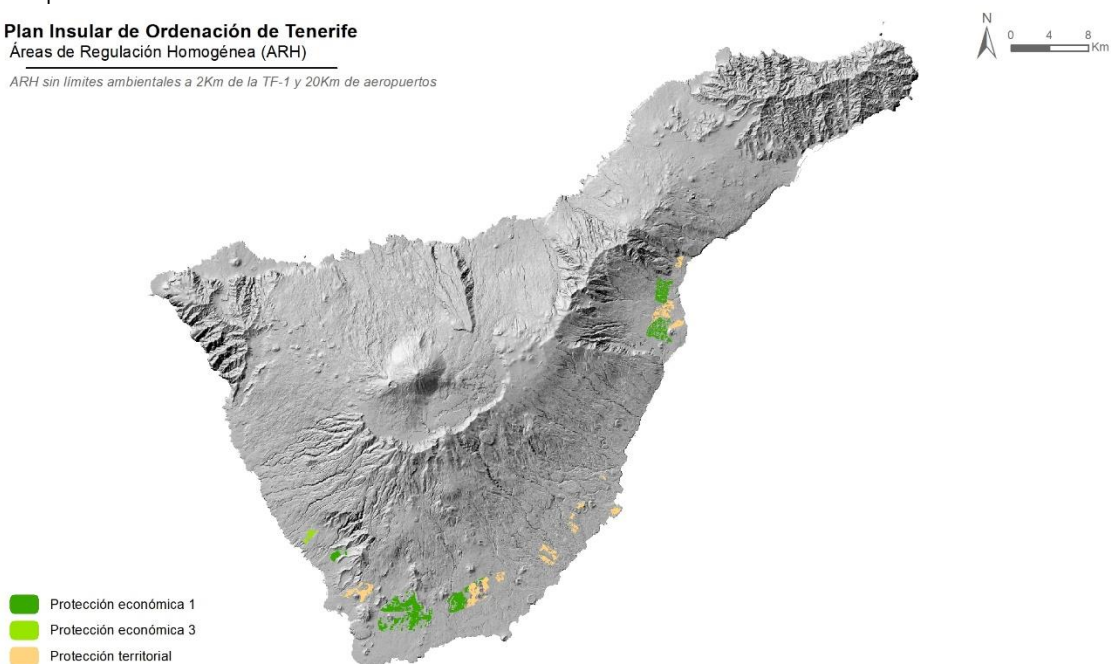 Plan Insular de Ordenación de Tenerife
Áreas de Regulación Homogénea (ARH)
ARH sin límites ambientales a 2Km de la TF-1 y 20Km de aeropuertos
N
0 4 8
Km
Protección económica 1
Protección económica 3
Protección territorial